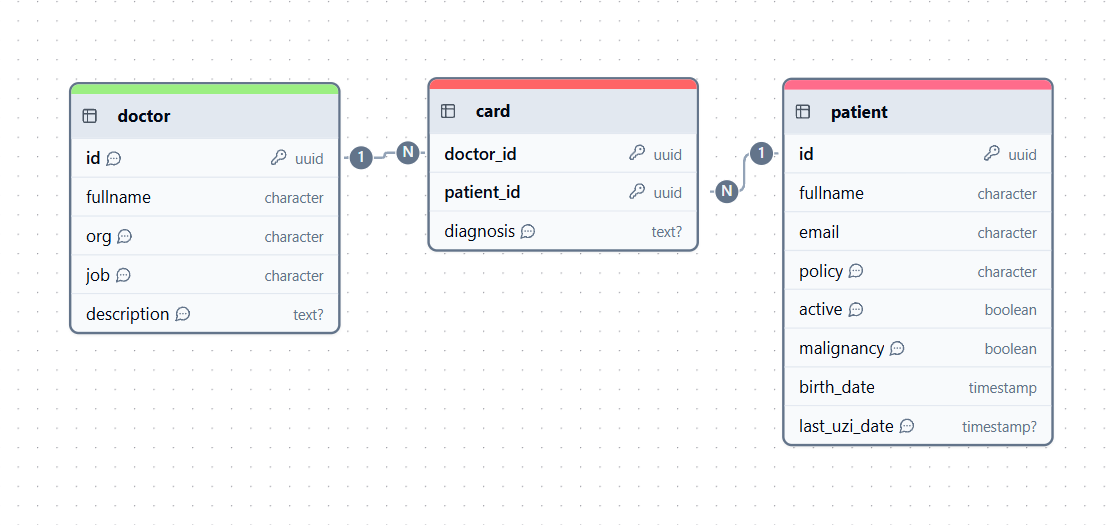 doctor
id uuid
fullname character
org character
job character
description text?
1 N
card
doctor_id uuid
patient_id uuid
diagnosis text?
1
N
patient
id uuid
fullname character
email character
policy character
active boolean
malignancy boolean
birth_date timestamp
last_uzi_date timestamp?